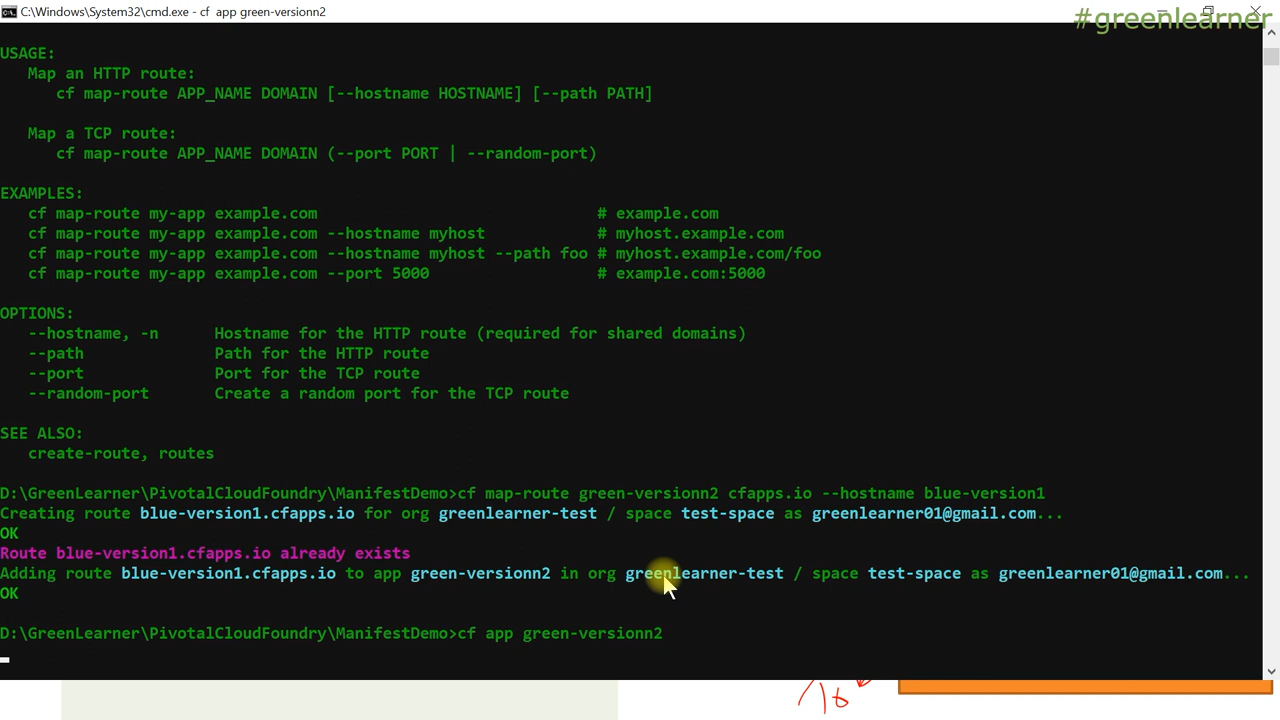 C:\Windows\System32\cmd.exe - cf  app green-versionn2
#greenlearner
USAGE:
Map an HTTP route:
cf map-route APP_NAME DOMAIN [--hostname HOSTNAME] [--path PATH]
Map a TCP route:
cf map-route APP_NAME DOMAIN (--port PORT | --random-port)
EXAMPLES:
cf map-route my-app example.com                              # example.com
cf map-route my-app example.com --hostname myhost            # myhost.example.com
cf map-route my-app example.com --hostname myhost --path foo # myhost.example.com/foo
cf map-route my-app example.com --port 5000                  # example.com:5000
OPTIONS:
--hostname, -n      Hostname for the HTTP route (required for shared domains)
--path              Path for the HTTP route
--port              Port for the TCP route
--random-port       Create a random port for the TCP route
SEE ALSO:
create-route, routes
D:\GreenLearner\PivotalCloudFoundry\ManifestDemo>cf map-route green-versionn2 cfapps.io --hostname blue-version1
Creating route blue-version1.cfapps.io for org greenlearner-test / space test-space as greenlearner01@gmail.com...
OK
Route blue-version1.cfapps.io already exists
Adding route blue-version1.cfapps.io to app green-versionn2 in org greenlearner-test / space test-space as greenlearner01@gmail.com...
OK
D:\GreenLearner\PivotalCloudFoundry\ManifestDemo>cf app green-versionn2